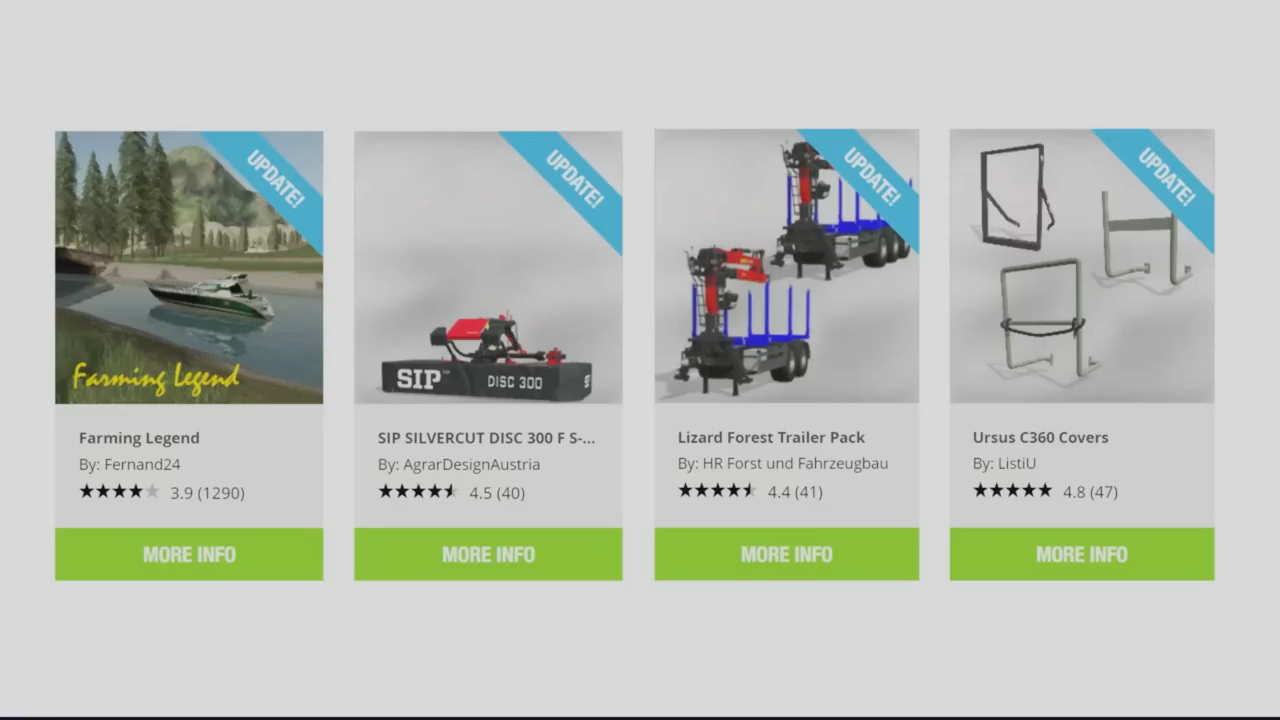 UPDATE!
Farming Legend
Farming Legend
By: Fernand24
3.9 (1290)
MORE INFO
UPDATE!
SIP™ DISC 300 S
SIP SILVERCUT DISC 300 F S-...
By: AgrarDesignAustria
4.5 (40)
MORE INFO
UPDATE!
Lizard Forest Trailer Pack
By: HR Forst und Fahrzeugbau
4.4 (41)
MORE INFO
UPDATE!
Ursus C360 Covers
By: ListiU
4.8 (47)
MORE INFO